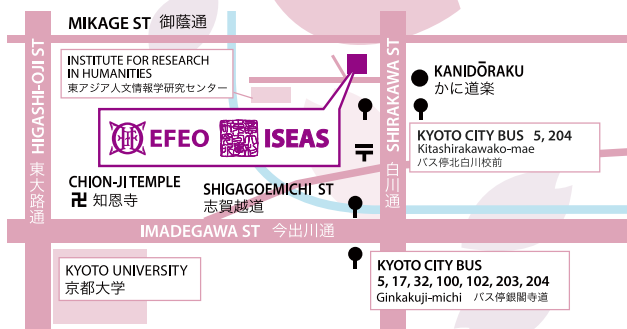 MIKAGE ST 御蔭通
HIGASHI-OJI ST 東大路通
INSTITUTE FOR RESEARCH
IN HUMANITIES
東アジア人文情報学研究センター
SHIRAKAWA ST 白川通
KANIDŌRAKU
かに道楽
EFEO ISEAS
KYOTO CITY BUS 5, 204
Kitashirakawako-mae
バス停北白川校前
〒
CHION-JI TEMPLE
卍 知恩寺
SHIGAGOEMICHI ST
志賀越道
IMADEGAWA ST 今出川通
KYOTO UNIVERSITY
京都大学
KYOTO CITY BUS
5, 17, 32, 100, 102, 203, 204
Ginkakuji-michi バス停銀閣寺道